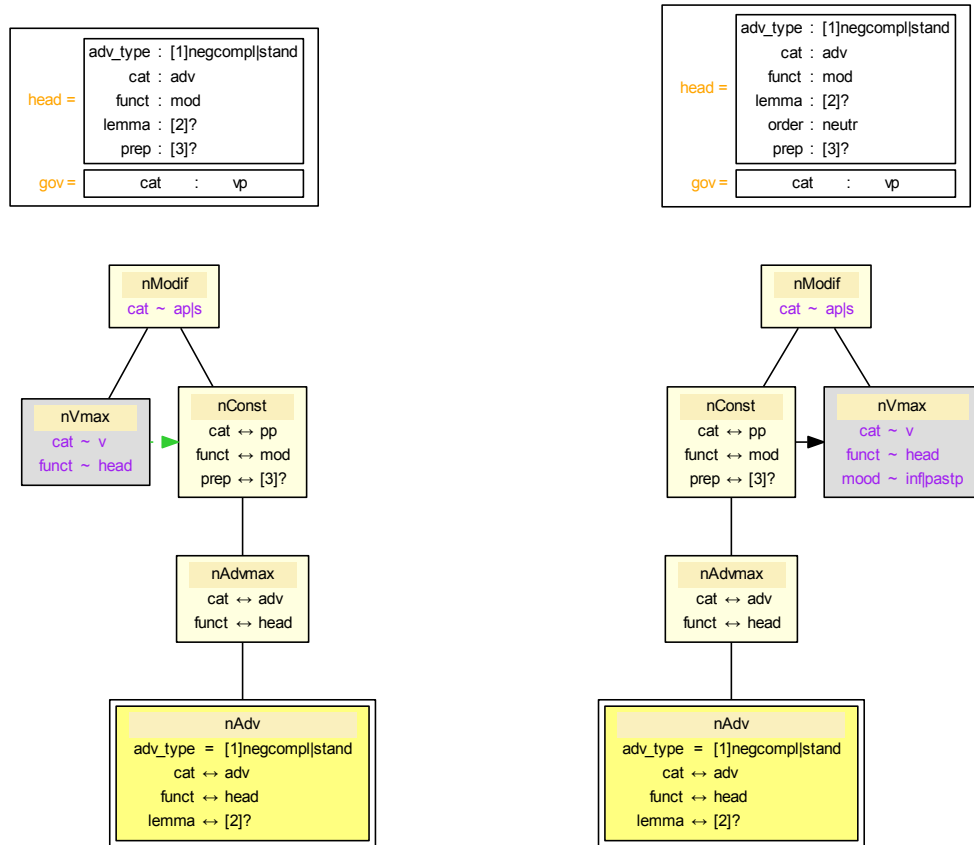 adv_type : [1]negcompl|stand
cat : adv
head =
funct : mod
lemma : [2]?
prep : [3]?
gov =
cat : vp
nModif
cat ~ ap|s
nVmax
cat ~ v
funct ~ head
nConst
cat ↔ pp
funct ↔ mod
prep ↔ [3]?
nAdvmax
cat ↔ adv
funct ↔ head
nAdv
adv_type = [1]negcompl|stand
cat ↔ adv
funct ↔ head
lemma ↔ [2]?
adv_type : [1]negcompl|stand
cat : adv
funct : mod
head =
lemma : [2]?
order : neutr
prep : [3]?
gov =
cat : vp
nModif
cat ~ ap|s
nConst
cat ↔ pp
funct ↔ mod
prep ↔ [3]?
nVmax
cat ~ v
funct ~ head
mood ~ inf|pastp
nAdvmax
cat ↔ adv
funct ↔ head
nAdv
adv_type = [1]negcompl|stand
cat ↔ adv
funct ↔ head
lemma ↔ [2]?